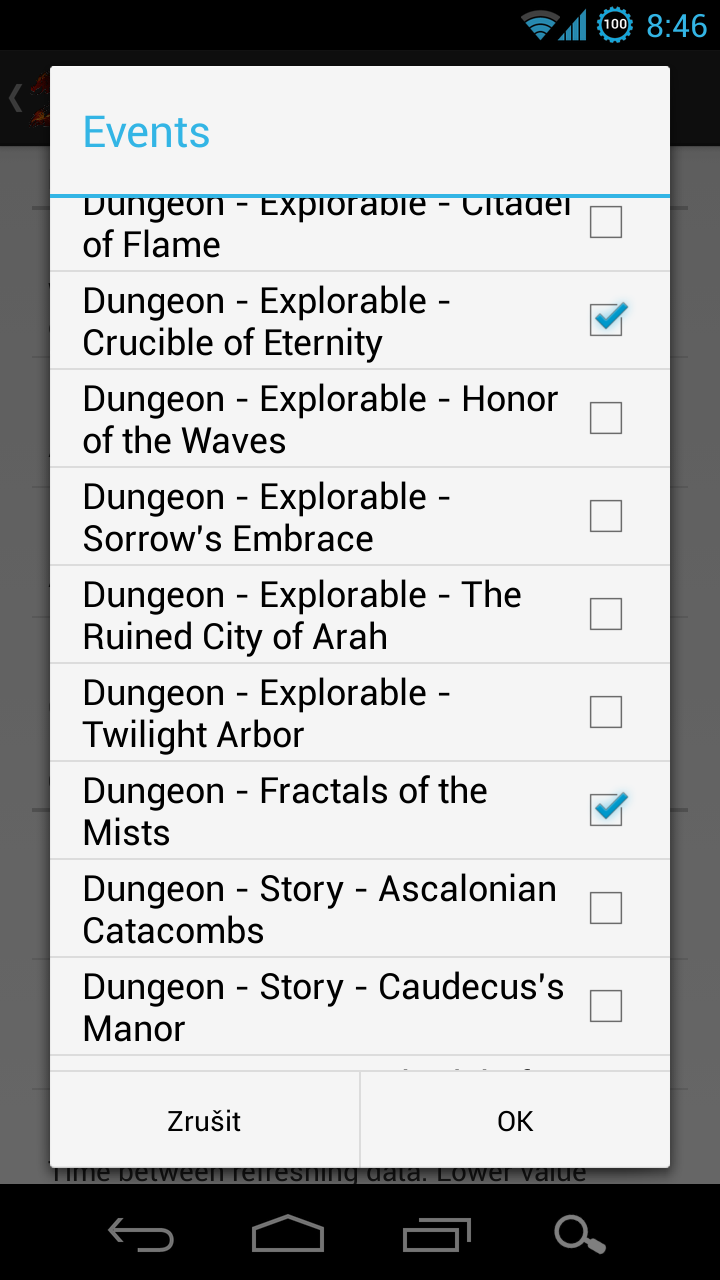 100 8:46
Events
Dungeon - Explorable - Citadel
of Flame
Dungeon - Explorable -
Crucible of Eternity
Dungeon - Explorable - Honor
of the Waves
Dungeon - Explorable -
Sorrow's Embrace
Dungeon - Explorable - The
Ruined City of Arah
Dungeon - Explorable -
Twilight Arbor
Dungeon - Fractals of the
Mists
Dungeon - Story - Ascalonian
Catacombs
Dungeon - Story - Caudecus's
Manor
Zrušit
OK
Time between refreshing data. Lower value